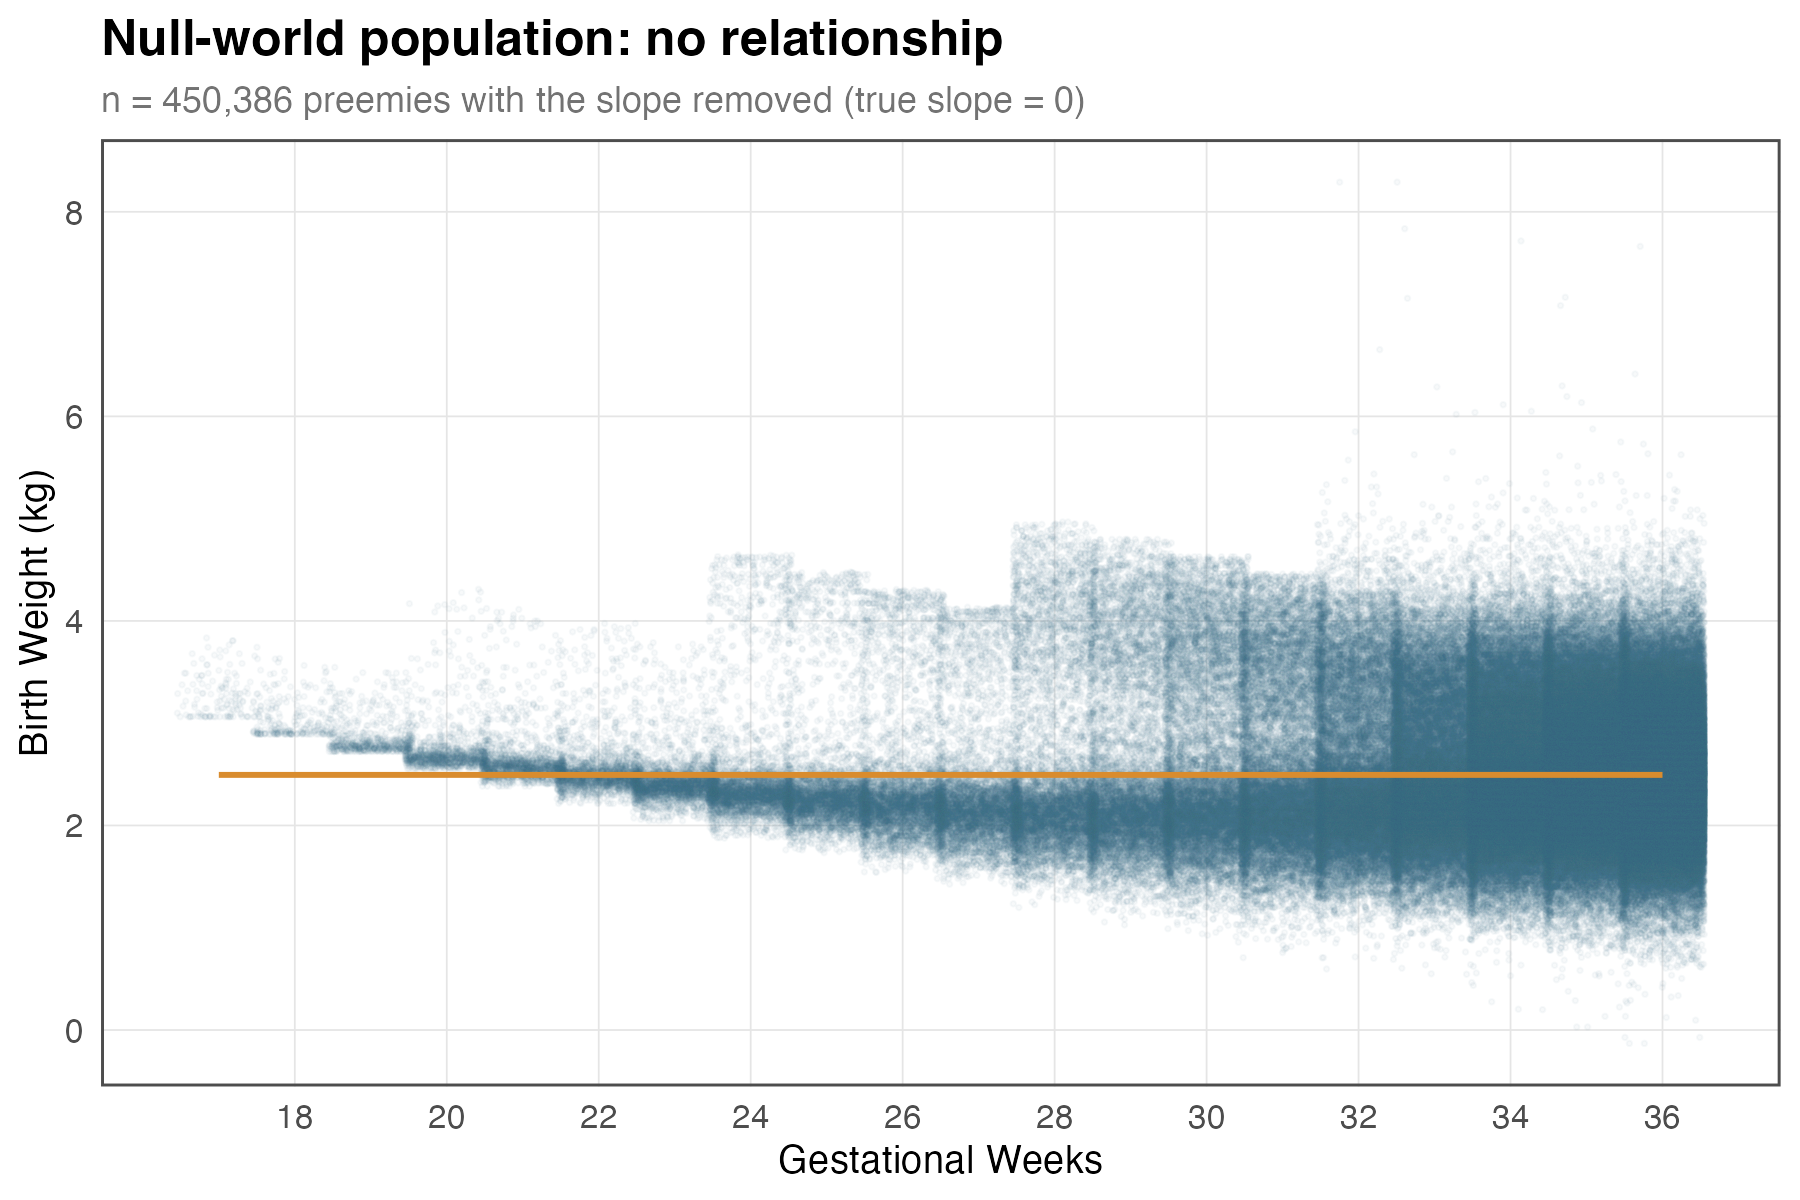 Null-world population: no relationship
n = 450,386 preemies with the slope removed (true slope = 0)
Birth Weight (kg)
8
6
4
2
0
18 20 22 24 26 28 30 32 34 36
Gestational Weeks